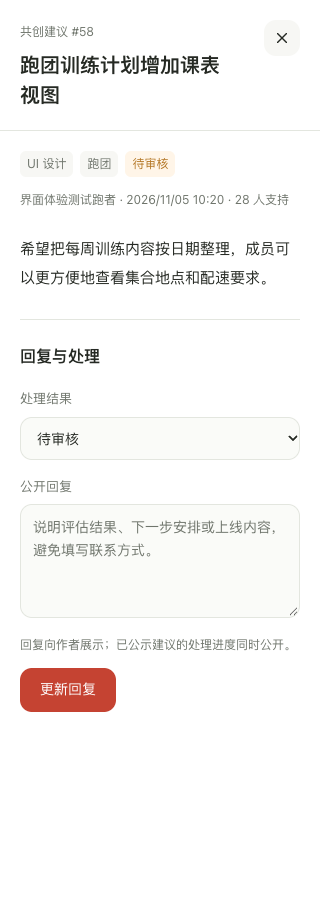 共创建议 #58
跑团训练计划增加课表
视图
UI 设计
跑团
待审核
界面体验测试跑者 · 2026/11/05 10:20 · 28 人支持
希望把每周训练内容按日期整理，成员可
以更方便地查看集合地点和配速要求。
回复与处理
处理结果
待审核
公开回复
说明评估结果、下一步安排或上线内容，
避免填写联系方式。
回复向作者展示；已公示建议的处理进度同时公开。
更新回复